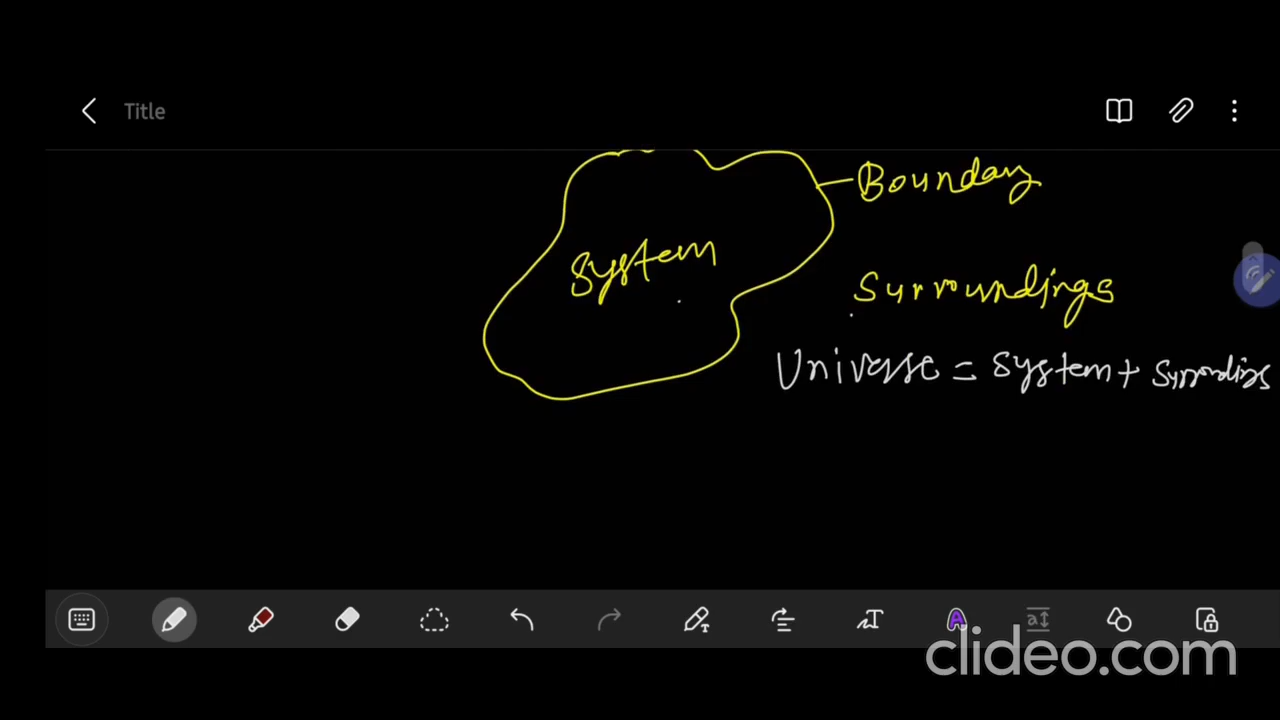 Title
Boundary
System
Surroundings
Universe = System + Surroundings
clideo.com